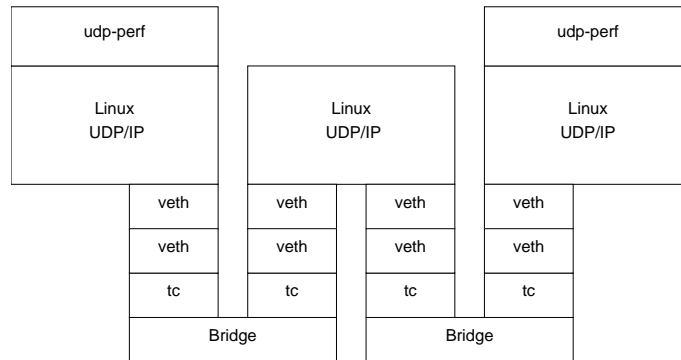 udp-perf
udp-perf
Linux
UDP/IP
Linux
UDP/IP
Linux
UDP/IP
veth
veth
veth
veth
veth
veth
veth
veth
tc
tc
tc
tc
Bridge
Bridge